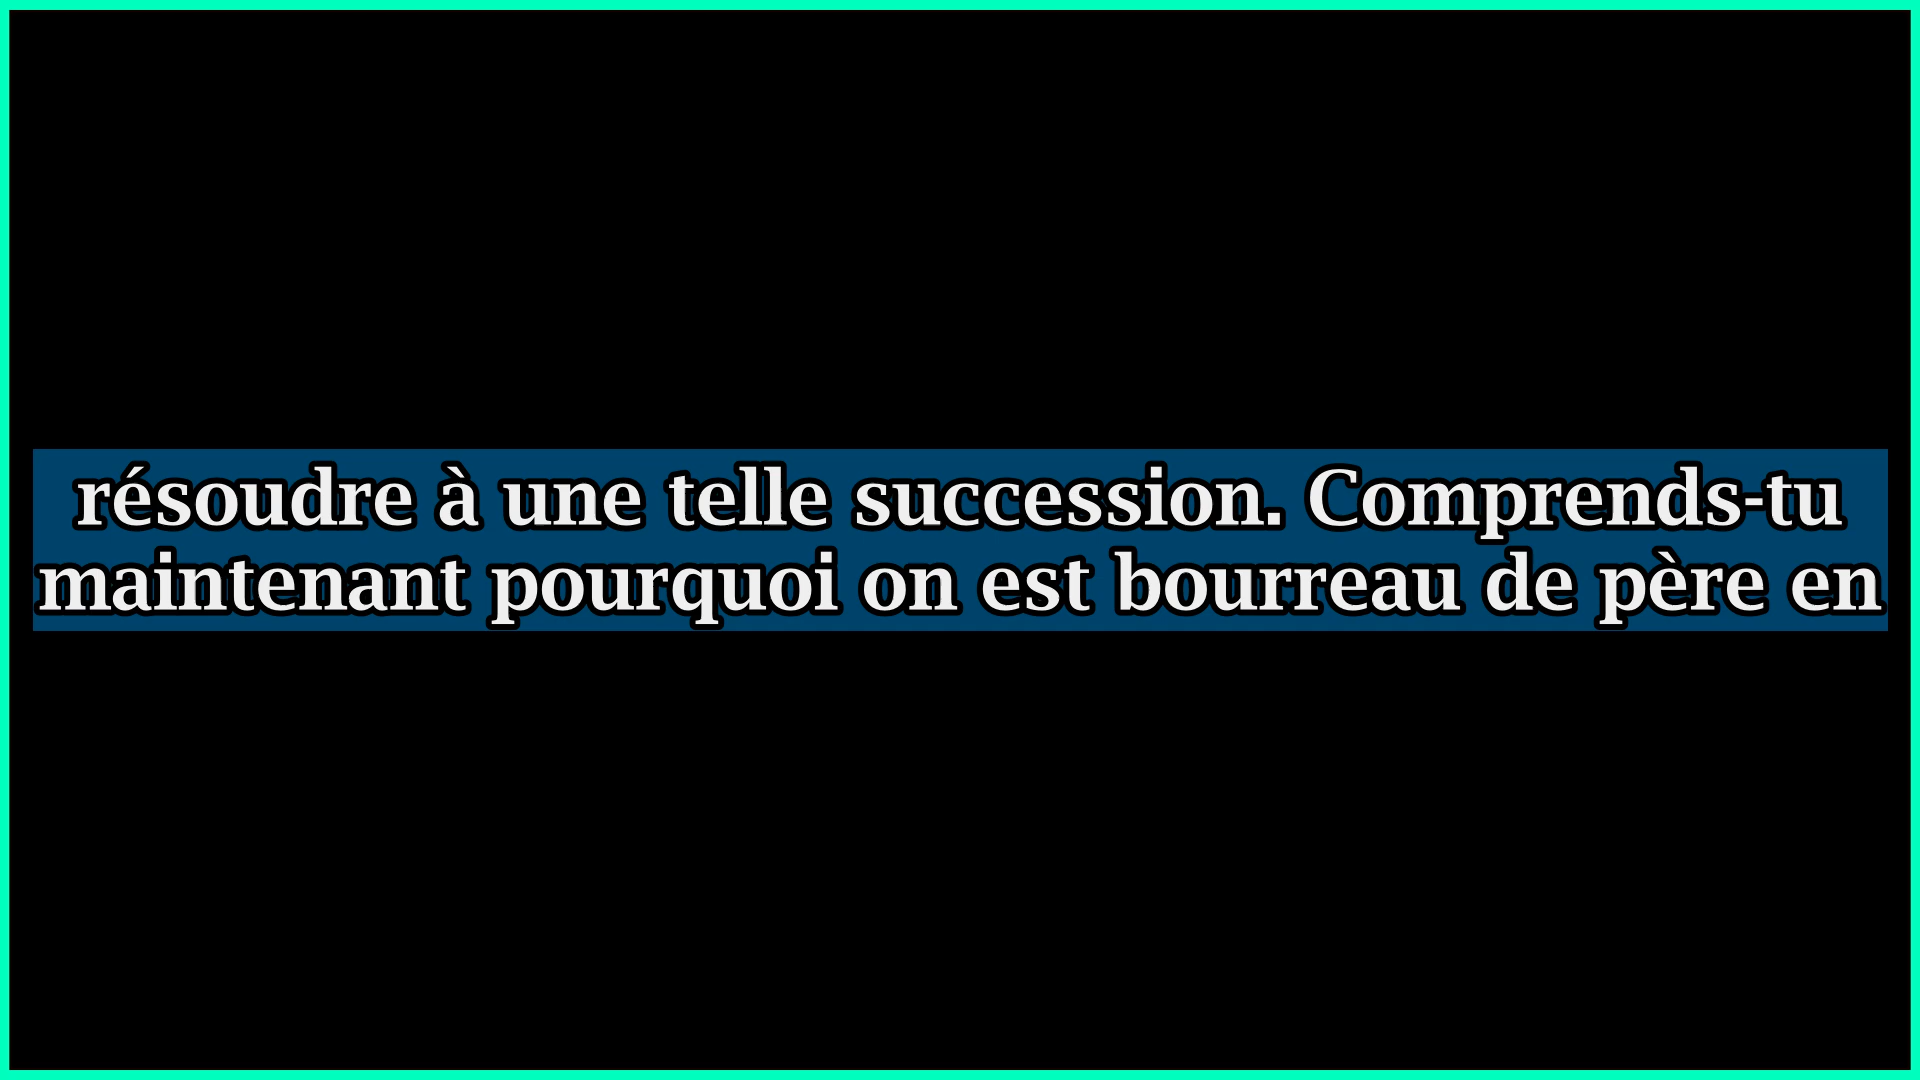 résoudre à une telle succession. Comprends-tu
maintenant pourquoi on est bourreau de père en